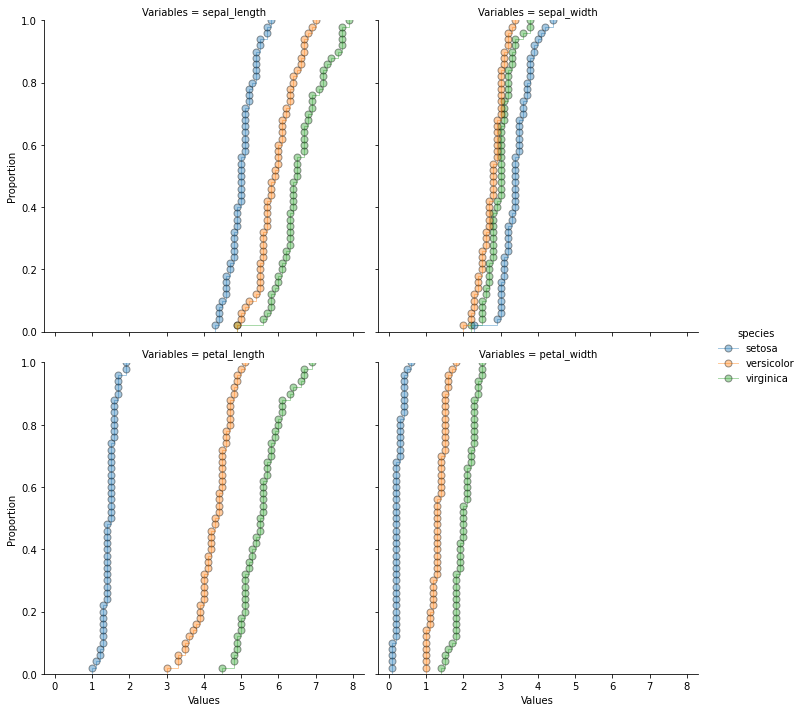 Variables = sepal_length
Variables = sepal_width
1.0
0.8
0.6
0.4
0.2
0.0
Proportion
species
setosa
versicolor
virginica
Variables = petal_length
Variables = petal_width
1.0
0.8
0.6
0.4
0.2
0.0
Proportion
0 1 2 3 4 5 6 7 8
0 1 2 3 4 5 6 7 8
Values
Values